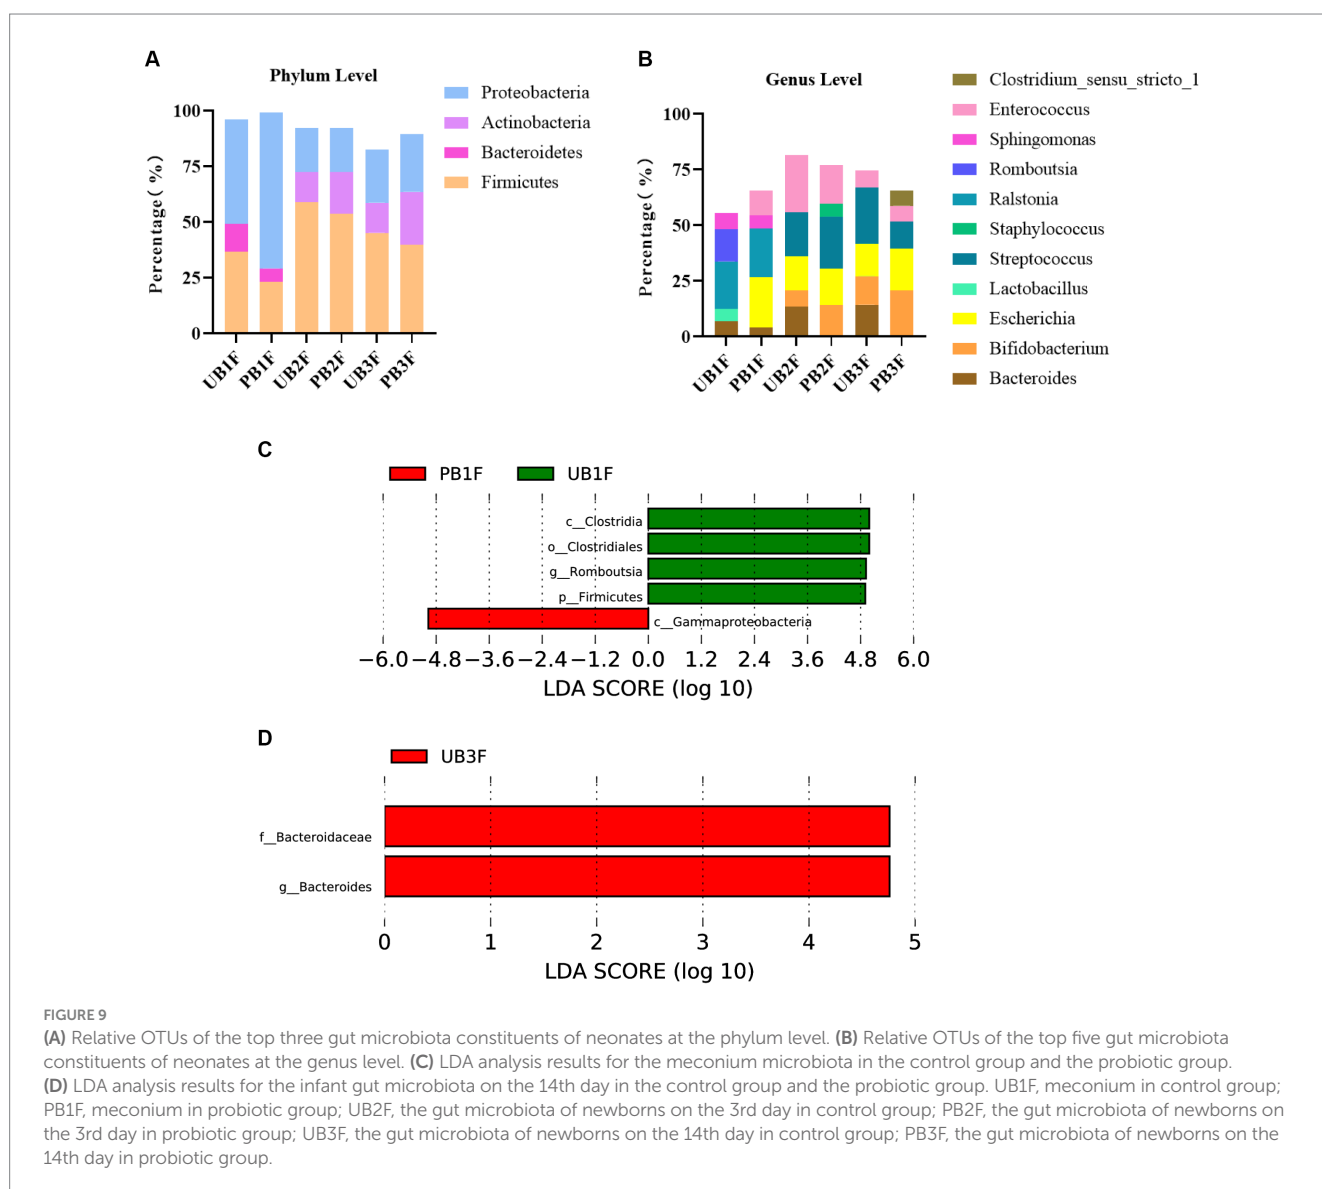 A
Phylum Level
Percentage( %)
100
75
50
25
0
UB1F
PB1F
UB2F
PB2F
UB3F
PB3F
Proteobacteria
Actinobacteria
Bacteroidetes
Firmicutes
B
Genus Level
Percentage( %)
100
75
50
25
0
UB1F
PB1F
UB2F
PB2F
UB3F
PB3F
Clostridium_sensu_stricto_1
Enterococcus
Sphingomonas
Romboutsia
Ralstonia
Staphylococcus
Streptococcus
Lactobacillus
Escherichia
Bifidobacterium
Bacteroides
C
PB1F UB1F
c__Clostridia
o__Clostridiales
g__Romboutsia
p__Firmicutes
c__Gammaproteobacteria
−6.0 −4.8 −3.6 −2.4 −1.2 0.0 1.2 2.4 3.6 4.8 6.0
LDA SCORE (log 10)
D
UB3F
f__Bacteroidaceae
g__Bacteroides
0 1 2 3 4 5
LDA SCORE (log 10)
FIGURE 9
(A) Relative OTUs of the top three gut microbiota constituents of neonates at the phylum level. (B) Relative OTUs of the top five gut microbiota
constituents of neonates at the genus level. (C) LDA analysis results for the meconium microbiota in the control group and the probiotic group.
(D) LDA analysis results for the infant gut microbiota on the 14th day in the control group and the probiotic group. UB1F, meconium in control group;
PB1F, meconium in probiotic group; UB2F, the gut microbiota of newborns on the 3rd day in control group; PB2F, the gut microbiota of newborns on
the 3rd day in probiotic group; UB3F, the gut microbiota of newborns on the 14th day in control group; PB3F, the gut microbiota of newborns on the
14th day in probiotic group.